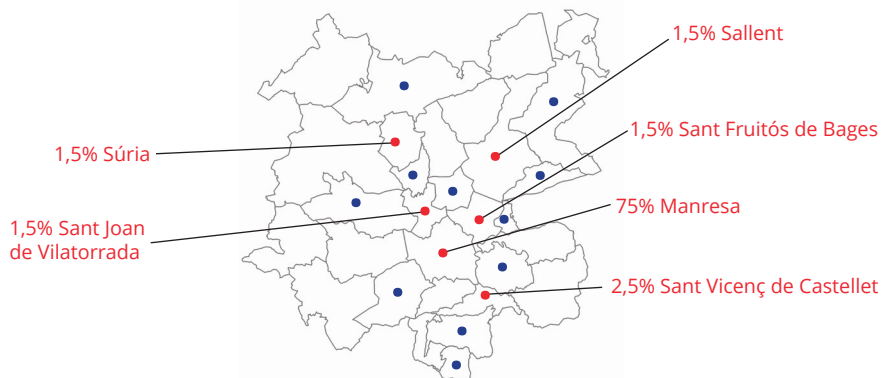 1,5% Sallent
1,5% Sant Fruitós de Bages
1,5% Súria
75% Manresa
1,5% Sant Joan
de Vilatorrada
2,5% Sant Vicenç de Castellet